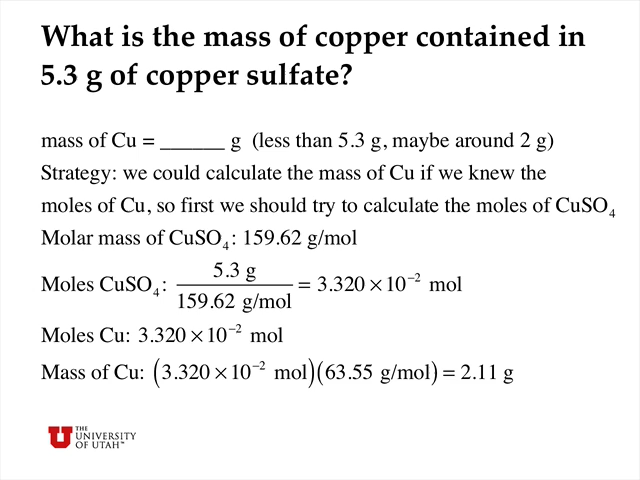 What is the mass of copper contained in
5.3 g of copper sulfate?
mass of Cu = ______ g (less than 5.3 g, maybe around 2 g)
Strategy: we could calculate the mass of Cu if we knew the
moles of Cu, so first we should try to calculate the moles of CuSO₄
Molar mass of CuSO₄: 159.62 g/mol
Moles CuSO₄: 5.3 g / 159.62 g/mol = 3.320 × 10⁻² mol
Moles Cu: 3.320 × 10⁻² mol
Mass of Cu: (3.320 × 10⁻² mol)(63.55 g/mol) = 2.11 g
THE
UNIVERSITY
OF UTAH™